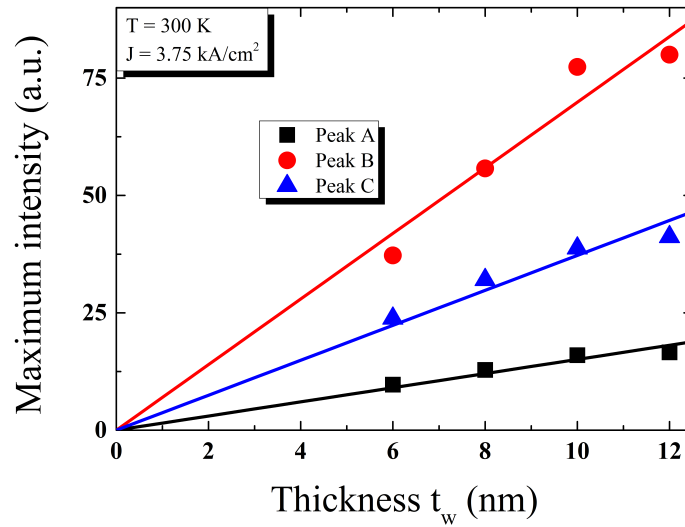 T = 300 K
J = 3.75 kA/cm²
Peak A
Peak B
Peak C
Maximum intensity (a.u.)
75
50
25
0
0 2 4 6 8 10 12
Thickness t_w (nm)